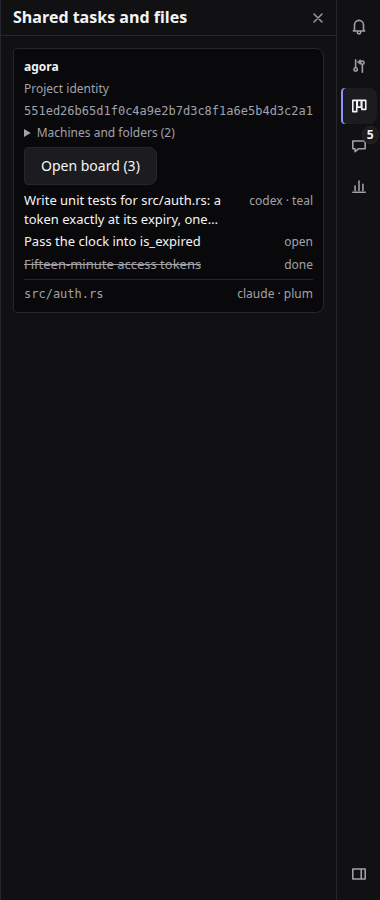 Shared tasks and files
agora
Project identity
551ed26b65d1f0c4a9e2b7d3c8f1a6e5b4d3c2a1
Machines and folders (2)
5
Open board (3)
Write unit tests for src/auth.rs: a token exactly at its expiry, one...
codex · teal
Pass the clock into is_expired
open
Fifteen-minute access tokens
done
src/auth.rs
claude · plum